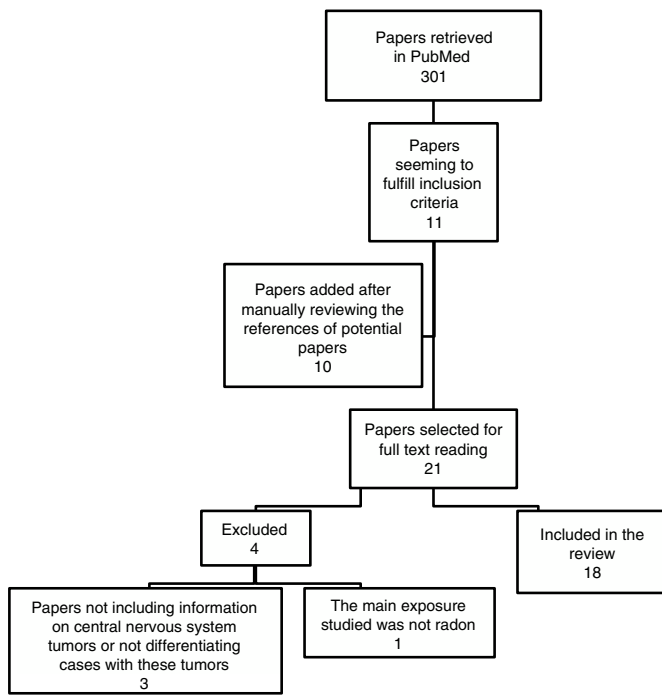 Papers retrieved
in PubMed
301
Papers
seeming to
fulfill inclusion
criteria
11
Papers added after
manually reviewing the
references of potential
papers
10
Papers selected for
full text reading
21
Excluded
4
Included in the
review
18
Papers not including information
on central nervous system
tumors or not differentiating
cases with these tumors
3
The main exposure
studied was not radon
1